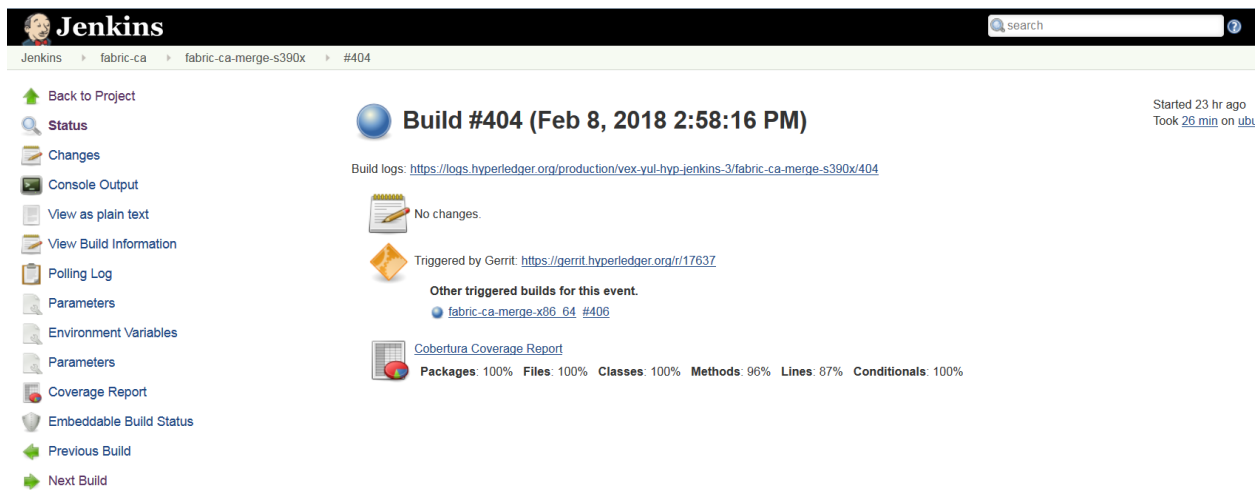 Jenkins
search
Jenkins fabric-ca fabric-ca-merge-s390x #404
Back to Project
Status
Changes
Console Output
View as plain text
View Build Information
Polling Log
Parameters
Environment Variables
Parameters
Coverage Report
Embeddable Build Status
Previous Build
Next Build
Build #404 (Feb 8, 2018 2:58:16 PM)
Started 23 hr ago
Took 26 min on ubu
Build logs: https://logs.hyperledger.org/production/vex-yul-hyp-jenkins-3/fabric-ca-merge-s390x/404
No changes.
Triggered by Gerrit: https://gerrit.hyperledger.org/r/17637
Other triggered builds for this event.
fabric-ca-merge-x86_64 #406
Cobertura Coverage Report
Packages: 100% Files: 100% Classes: 100% Methods: 96% Lines: 87% Conditionals: 100%